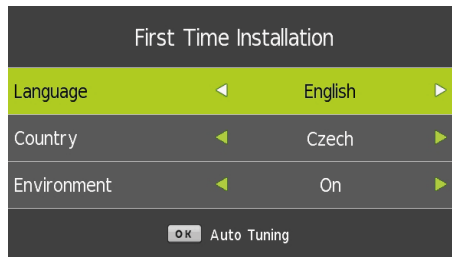 First Time Installation
Language English
Country Czech
Environment On
OK Auto Tuning